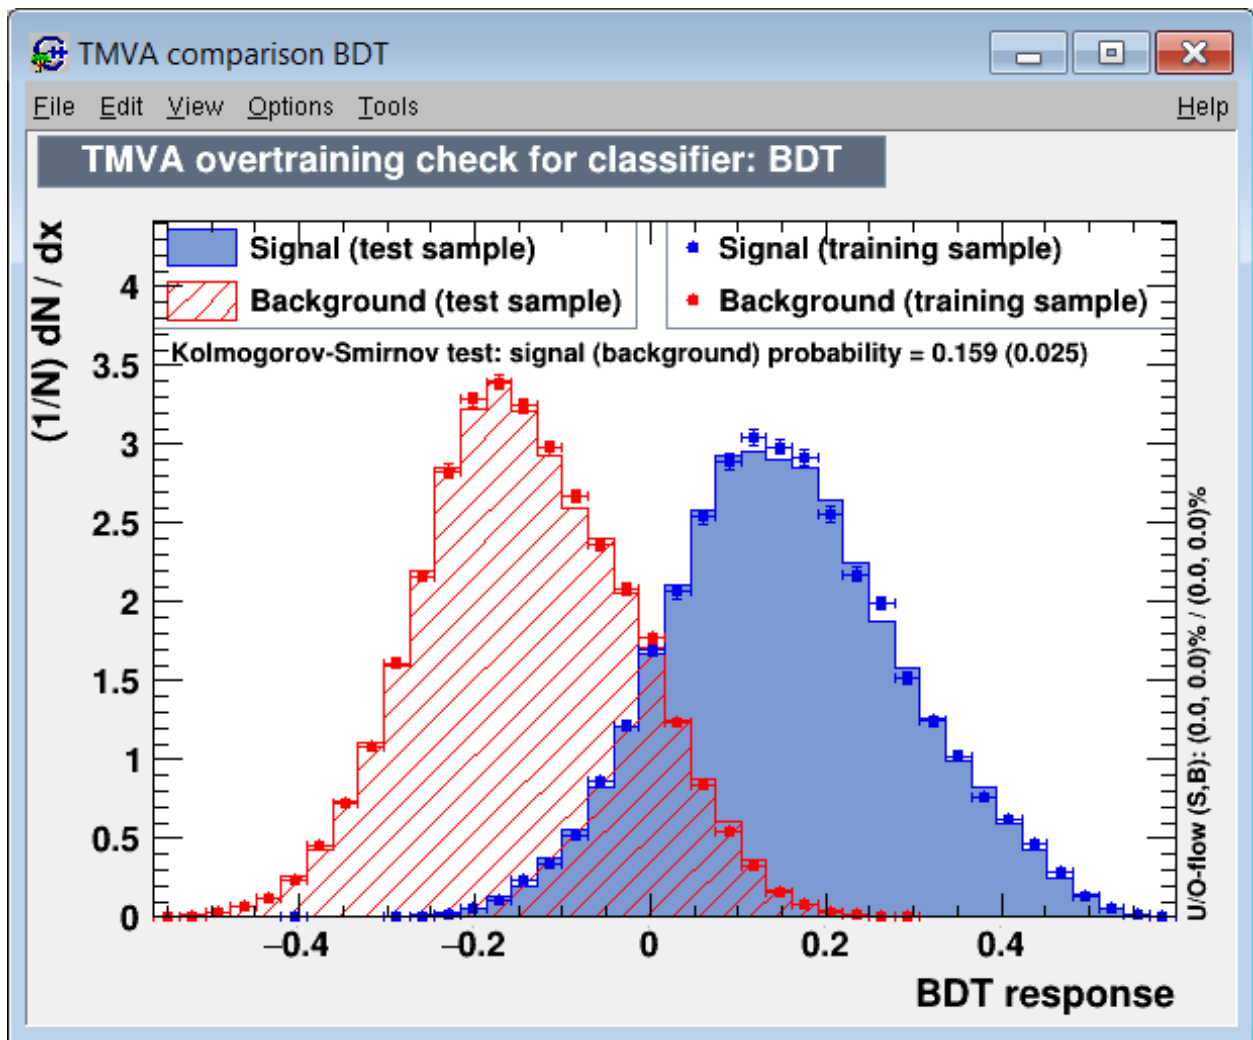 TMVA comparison BDT
File Edit View Options Tools Help
TMVA overtraining check for classifier: BDT
(1/N) dN / dx
Signal (test sample)
Background (test sample)
Signal (training sample)
Background (training sample)
Kolmogorov-Smirnov test: signal (background) probability = 0.159 (0.025)
4
3.5
3
2.5
2
1.5
1
0.5
0
−0.4 −0.2 0 0.2 0.4
BDT response
U/O-flow (S,B): (0.0, 0.0)% / (0.0, 0.0)%